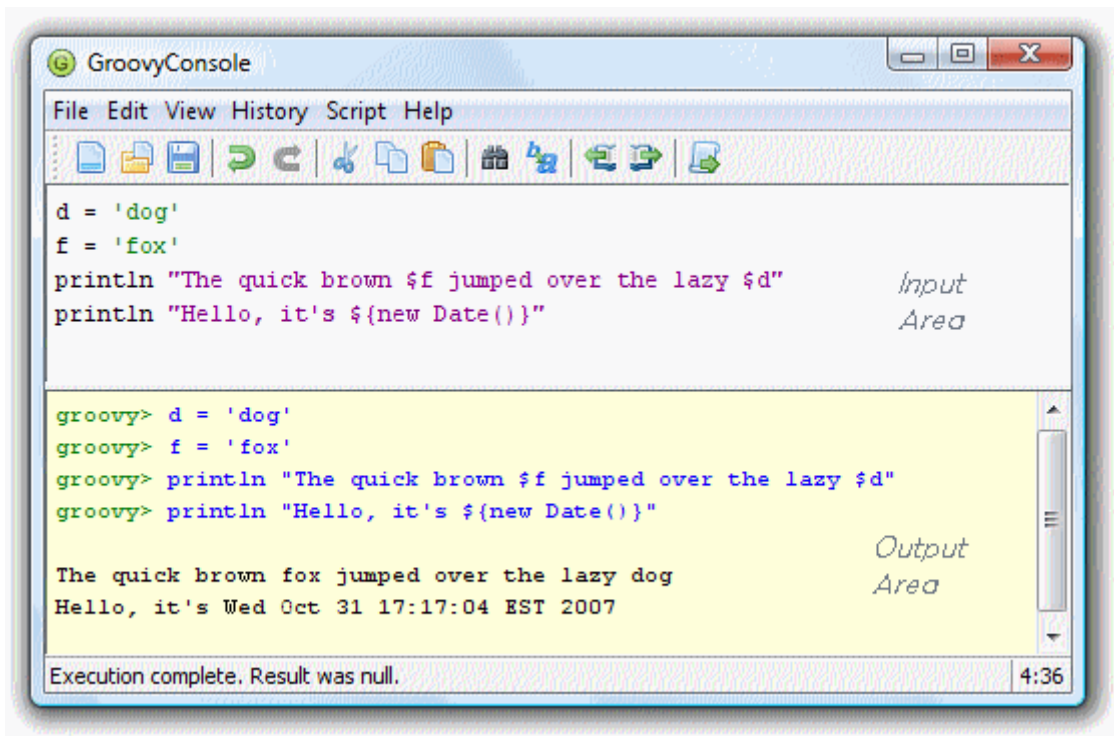 GroovyConsole
File Edit View History Script Help
d = 'dog'
f = 'fox'
println "The quick brown $f jumped over the lazy $d"
println "Hello, it's ${new Date()}"
Input
Area
groovy> d = 'dog'
groovy> f = 'fox'
groovy> println "The quick brown $f jumped over the lazy $d"
groovy> println "Hello, it's ${new Date()}"
The quick brown fox jumped over the lazy dog
Hello, it's Wed Oct 31 17:17:04 EST 2007
Output
Area
Execution complete. Result was null.
4:36